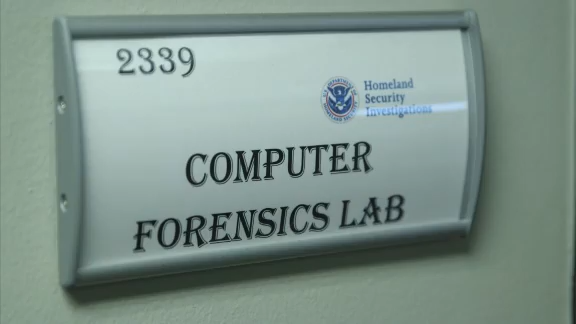 2339
Homeland
Security
Investigations
COMPUTER
FORENSICS LAB